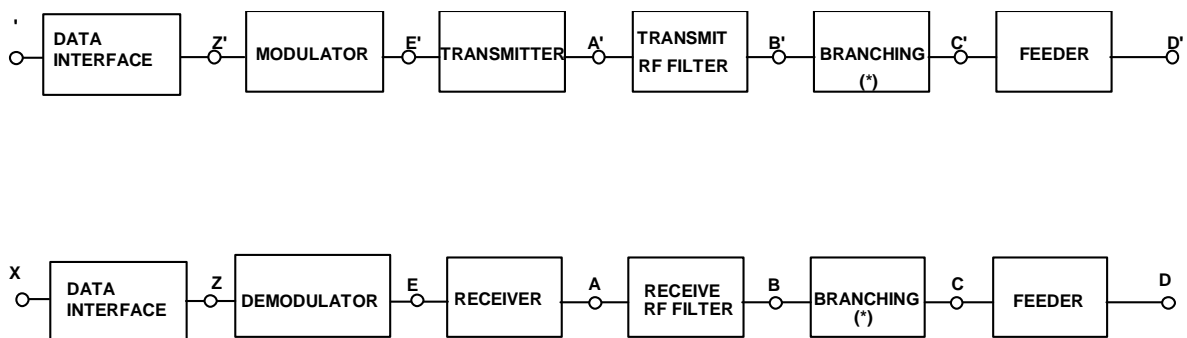 '
DATA
INTERFACE
Z'
MODULATOR
E'
TRANSMITTER
A'
TRANSMIT
RF FILTER
B'
BRANCHING
(*)
C'
FEEDER
D'
X
DATA
INTERFACE
Z
DEMODULATOR
E
RECEIVER
A
RECEIVE
RF FILTER
B
BRANCHING
(*)
C
FEEDER
D